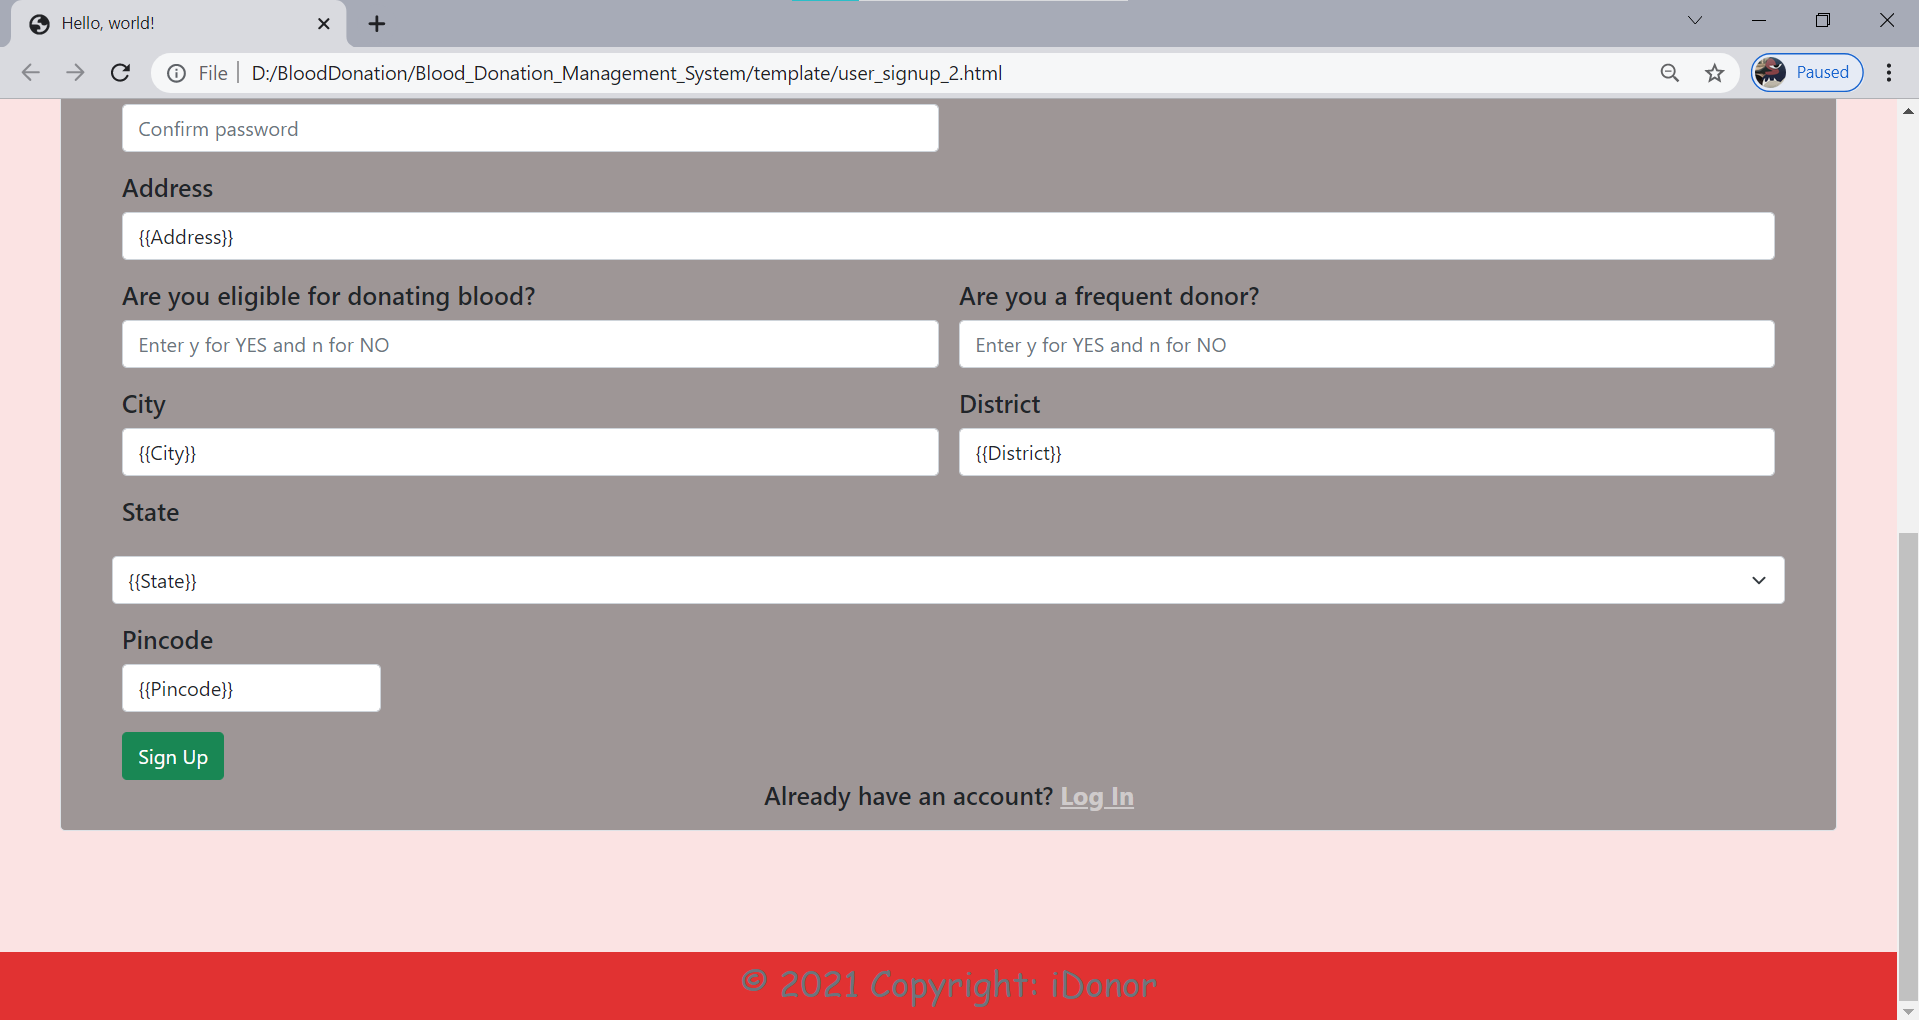 Hello, world!
File D:/BloodDonation/Blood_Donation_Management_System/template/user_signup_2.html Paused
Confirm password
Address
{{Address}}
Are you eligible for donating blood? Are you a frequent donor?
Enter y for YES and n for NO Enter y for YES and n for NO
City District
{{City}} {{District}}
State
{{State}}
Pincode
{{Pincode}}
Sign Up
Already have an account? Log In
© 2021 Copyright: iDonor